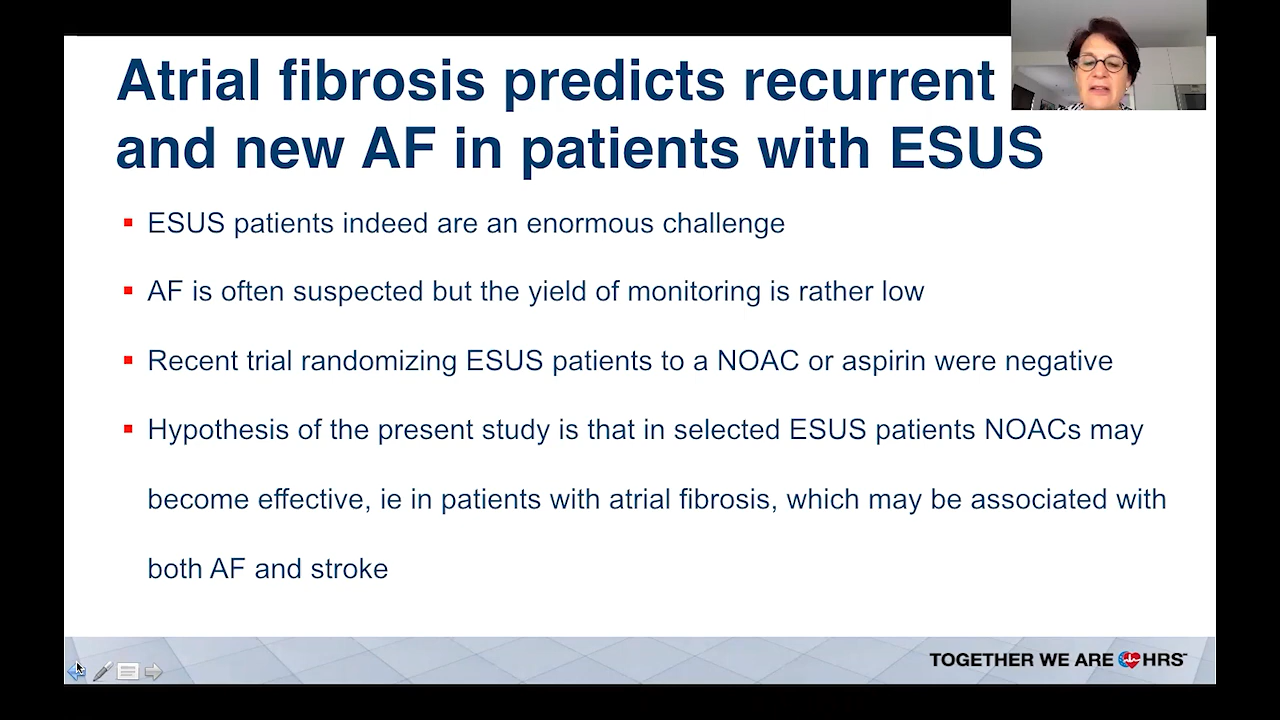 Atrial fibrosis predicts recurrent
and new AF in patients with ESUS
ESUS patients indeed are an enormous challenge
AF is often suspected but the yield of monitoring is rather low
Recent trial randomizing ESUS patients to a NOAC or aspirin were negative
Hypothesis of the present study is that in selected ESUS patients NOACs may
become effective, ie in patients with atrial fibrosis, which may be associated with
both AF and stroke
TOGETHER WE ARE HRS